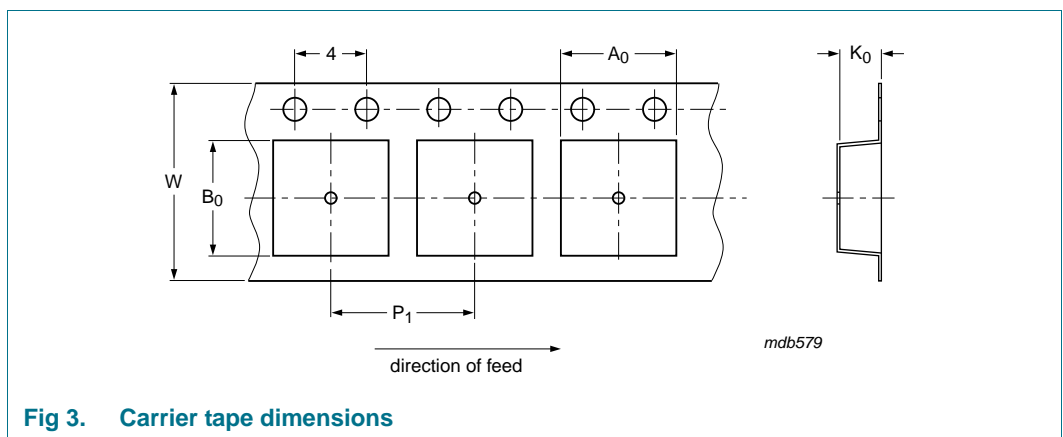 4
A0
K0
W
B0
P1
direction of feed
mdb579
Fig 3. Carrier tape dimensions